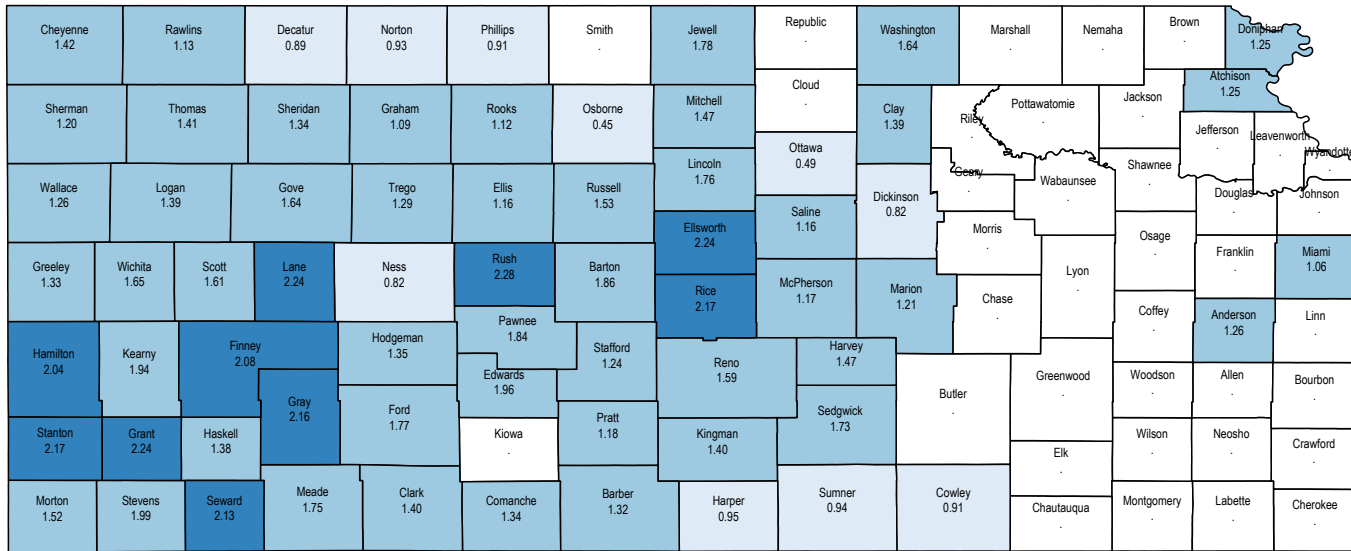 Cheyenne
1.42
Rawlins
1.13
Decatur
0.89
Norton
0.93
Phillips
0.91
Smith
.
Jewell
1.78
Republic
.
Washington
1.64
Marshall
.
Nemaha
.
Brown
.
Doniphan
1.25
Atchison
1.25
Sherman
1.20
Thomas
1.41
Sheridan
1.34
Graham
1.09
Rooks
1.12
Osborne
0.45
Mitchell
1.47
Cloud
.
Clay
1.39
Riley
.
Pottawatomie
.
Jackson
.
Jefferson
.
Leavenworth
.
Wyandotte
.
Ottawa
0.49
Lincoln
1.76
Wallace
1.26
Logan
1.39
Gove
1.64
Trego
1.29
Ellis
1.16
Russell
1.53
Dickinson
0.82
Geary
.
Wabaunsee
.
Shawnee
.
Douglas
.
Johnson
.
Ellsworth
2.24
Saline
1.16
Morris
.
Osage
.
Franklin
.
Miami
1.06
Greeley
1.33
Wichita
1.65
Scott
1.61
Lane
2.24
Ness
0.82
Rush
2.28
Barton
1.86
Rice
2.17
McPherson
1.17
Marion
1.21
Chase
.
Lyon
.
Coffey
.
Anderson
1.26
Linn
.
Hamilton
2.04
Kearny
1.94
Finney
2.08
Hodgeman
1.35
Pawnee
1.84
Stafford
1.24
Edwards
1.96
Reno
1.59
Harvey
1.47
Butler
.
Greenwood
.
Woodson
.
Allen
.
Bourbon
.
Gray
2.16
Ford
1.77
Kiowa
.
Pratt
1.18
Kingman
1.40
Sedgwick
1.73
Stanton
2.17
Grant
2.24
Haskell
1.38
Elk
.
Wilson
.
Neosho
.
Crawford
.
Morton
1.52
Stevens
1.99
Seward
2.13
Meade
1.75
Clark
1.40
Comanche
1.34
Barber
1.32
Harper
0.95
Sumner
0.94
Cowley
0.91
Chautauqua
.
Montgomery
.
Labette
.
Cherokee
.